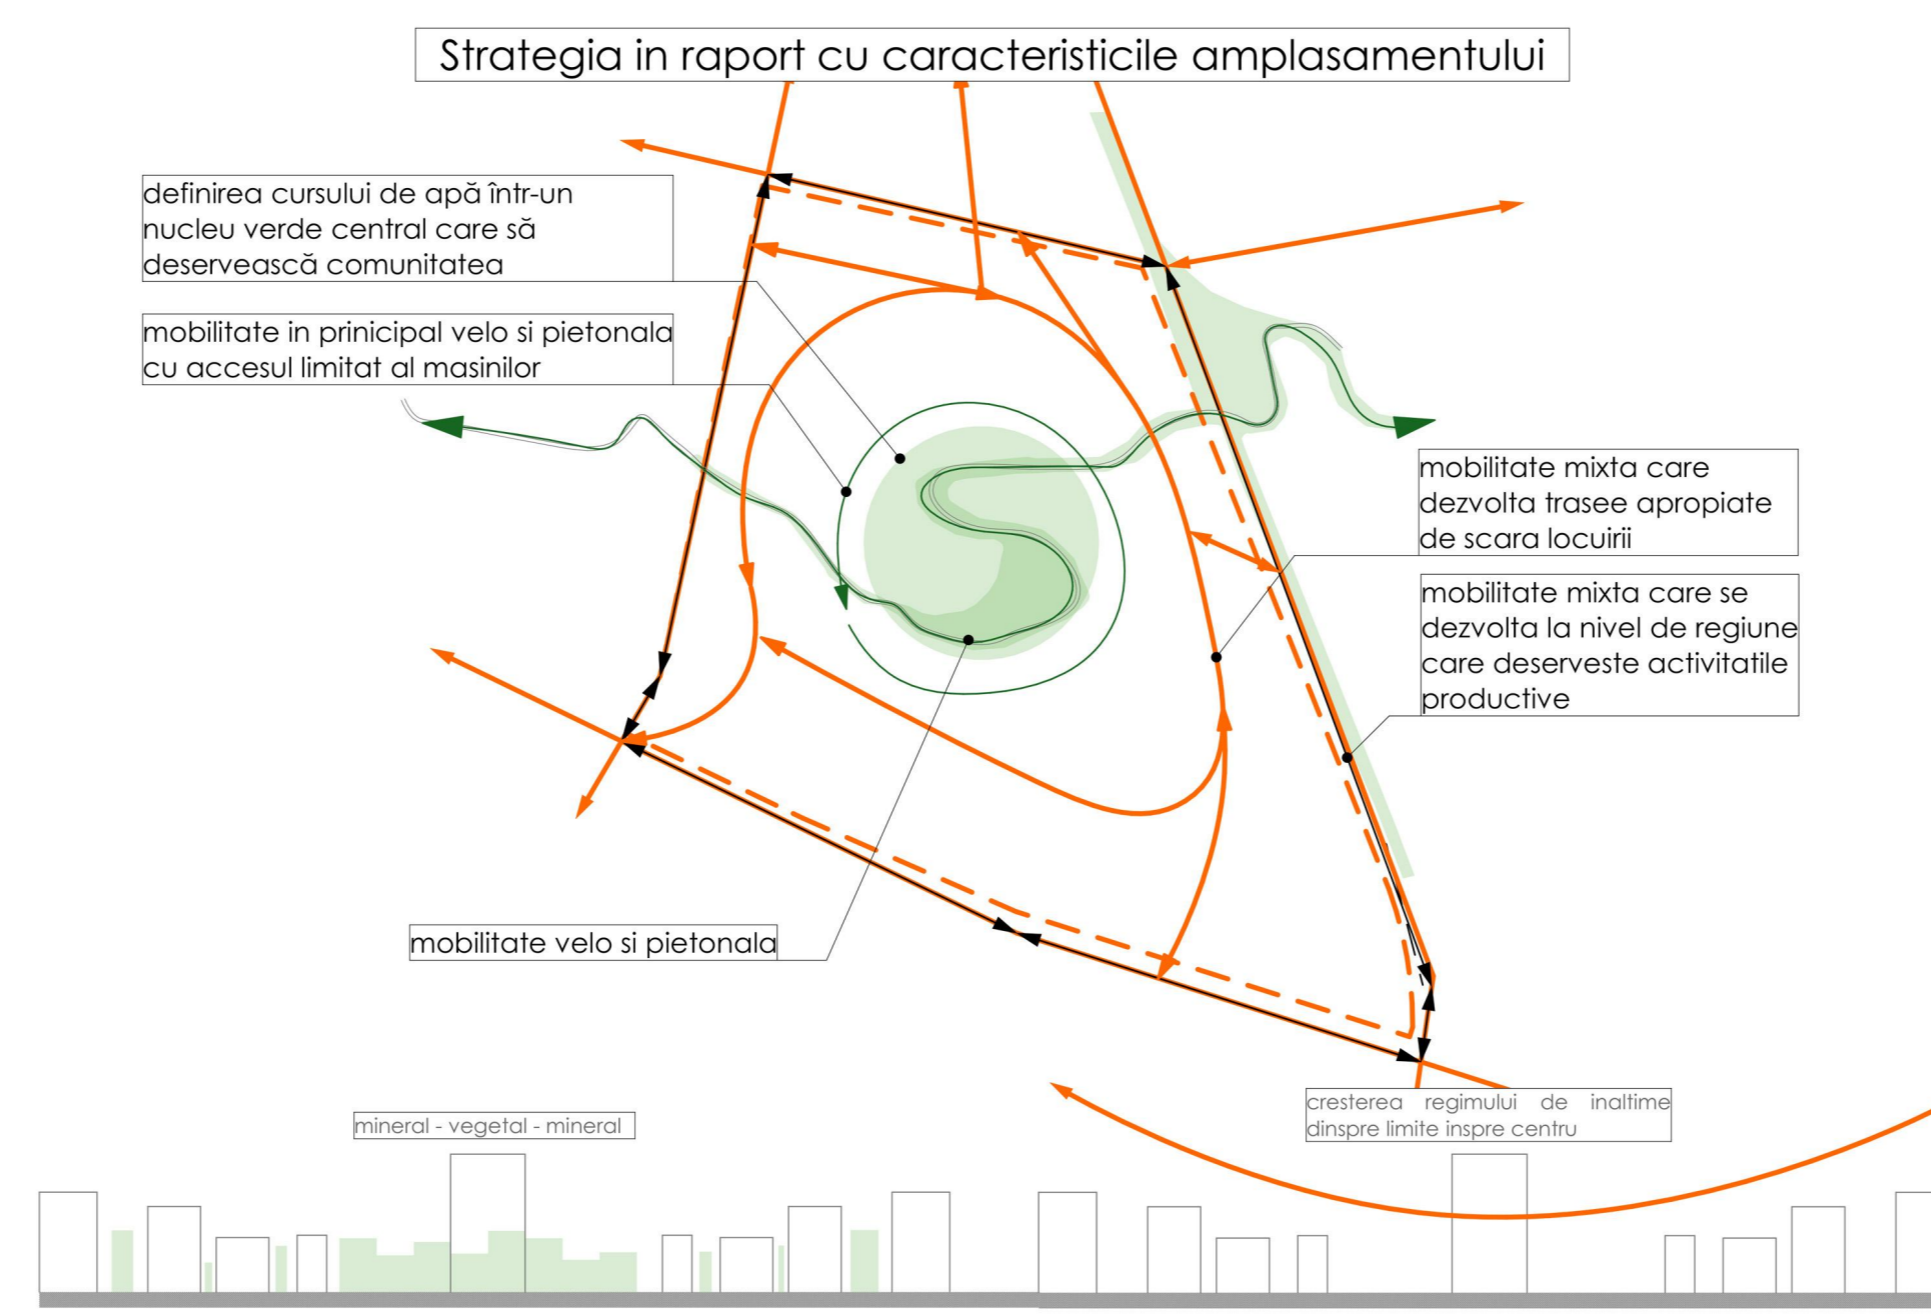 Strategia in raport cu caracteristicile amplasamentului
definirea cursului de apă într-un
nucleu verde central care să
deservească comunitatea
mobilitate in prinicipal velo si pietonala
cu accesul limitat al masinilor
mobilitate mixta care
dezvolta trasee apropiate
de scara locuirii
mobilitate mixta care se
dezvolta la nivel de regiune
care deserveste activitatile
productive
mobilitate velo si pietonala
mineral - vegetal - mineral
cresterea regimului de inaltime
dinspre limite inspre centru